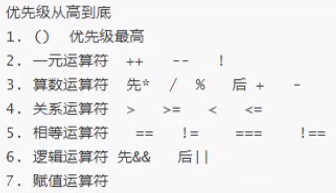 优先级从高到底
1. () 优先级最高
2. 一元运算符 ++ -- !
3. 算数运算符 先* / % 后 + -
4. 关系运算符 > >= < <=
5. 相等运算符 == != === !==
6. 逻辑运算符 先&& 后||
7. 赋值运算符